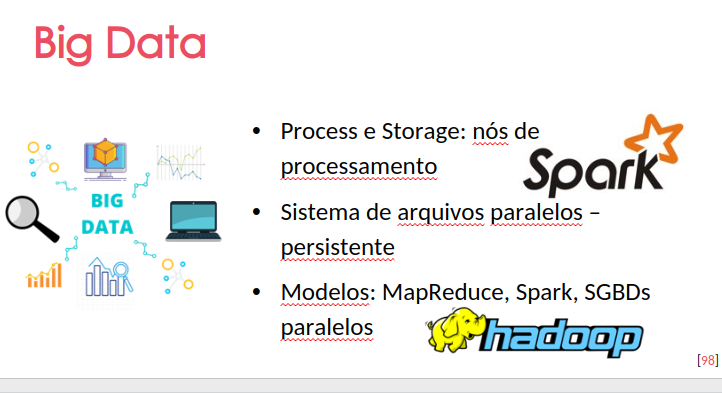 Big Data
BIG
DATA
• Process e Storage: nós de
processamento
Spark
• Sistema de arquivos paralelos –
persistente
• Modelos: MapReduce, Spark, SGBDs
paralelos
hadoop
[98]